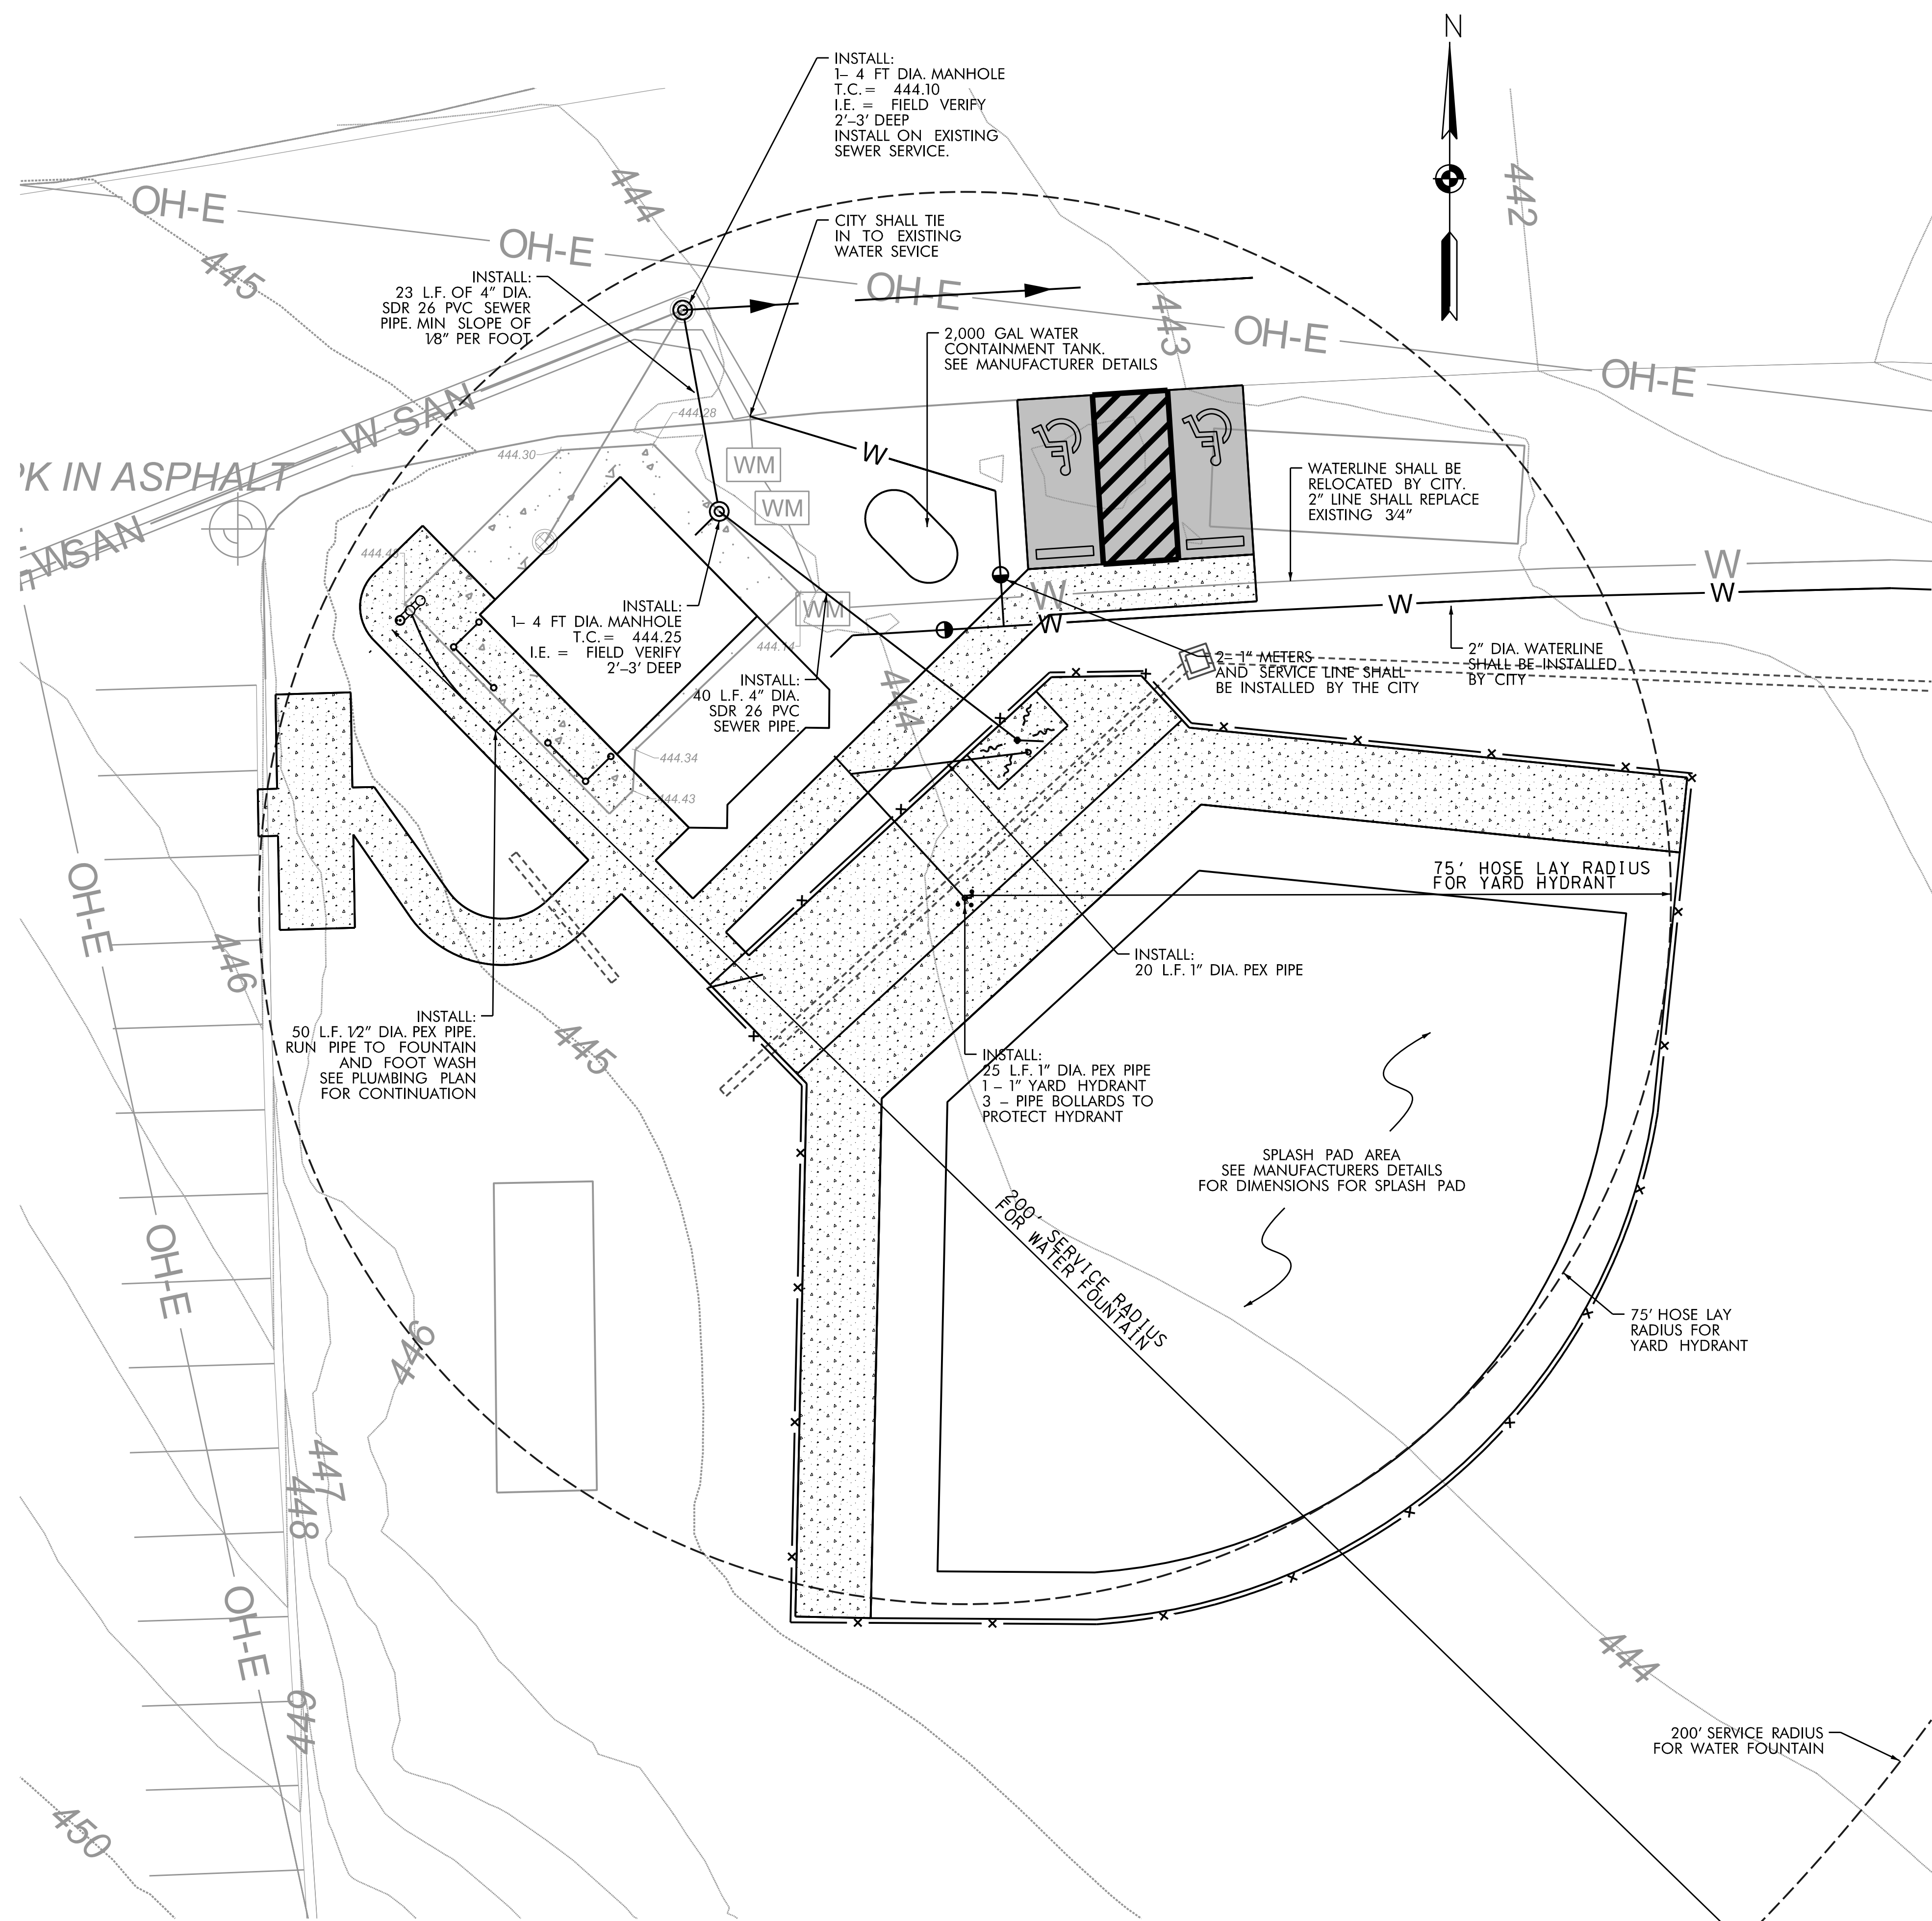 N
INSTALL:
1– 4 FT DIA. MANHOLE
T.C.= 444.10
I.E. = FIELD VERIFY
2'–3' DEEP
INSTALL ON EXISTING
SEWER SERVICE.
OH-E
444
442
CITY SHALL TIE
IN TO EXISTING
WATER SEVICE
OH-E
445
INSTALL:
23 L.F. OF 4" DIA.
SDR 26 PVC SEWER
PIPE. MIN SLOPE OF
1/8" PER FOOT
OH-E
443
OH-E
OH-E
2,000 GAL WATER
CONTAINMENT TANK.
SEE MANUFACTURER DETAILS
W SAN
444.28
444.30
W
WM
WM
PK IN ASPHALT
WATERLINE SHALL BE
RELOCATED BY CITY.
2" LINE SHALL REPLACE
EXISTING 3/4"
WSAN
444.43
W
W
W
W
W
WM
INSTALL:
1– 4 FT DIA. MANHOLE
T.C.= 444.25
I.E. = FIELD VERIFY
2'–3' DEEP
444.14
INSTALL:
40 L.F. 4" DIA.
SDR 26 PVC
SEWER PIPE.
444
2– 1" METERS
AND SERVICE LINE SHALL
BE INSTALLED BY THE CITY
2" DIA. WATERLINE
SHALL BE INSTALLED
BY CITY
444.34
444.43
OH-E
75' HOSE LAY RADIUS
FOR YARD HYDRANT
446
INSTALL:
20 L.F. 1" DIA. PEX PIPE
INSTALL:
50 L.F. 1/2" DIA. PEX PIPE.
RUN PIPE TO FOUNTAIN
AND FOOT WASH
SEE PLUMBING PLAN
FOR CONTINUATION
445
INSTALL:
25 L.F. 1" DIA. PEX PIPE
1 – 1" YARD HYDRANT
3 – PIPE BOLLARDS TO
PROTECT HYDRANT
SPLASH PAD AREA
SEE MANUFACTURERS DETAILS
FOR DIMENSIONS FOR SPLASH PAD
200' SERVICE RADIUS
FOR WATER FOUNTAIN
OH-E
446
75' HOSE LAY
RADIUS FOR
YARD HYDRANT
447
448
OH-E
449
444
200' SERVICE RADIUS
FOR WATER FOUNTAIN
450